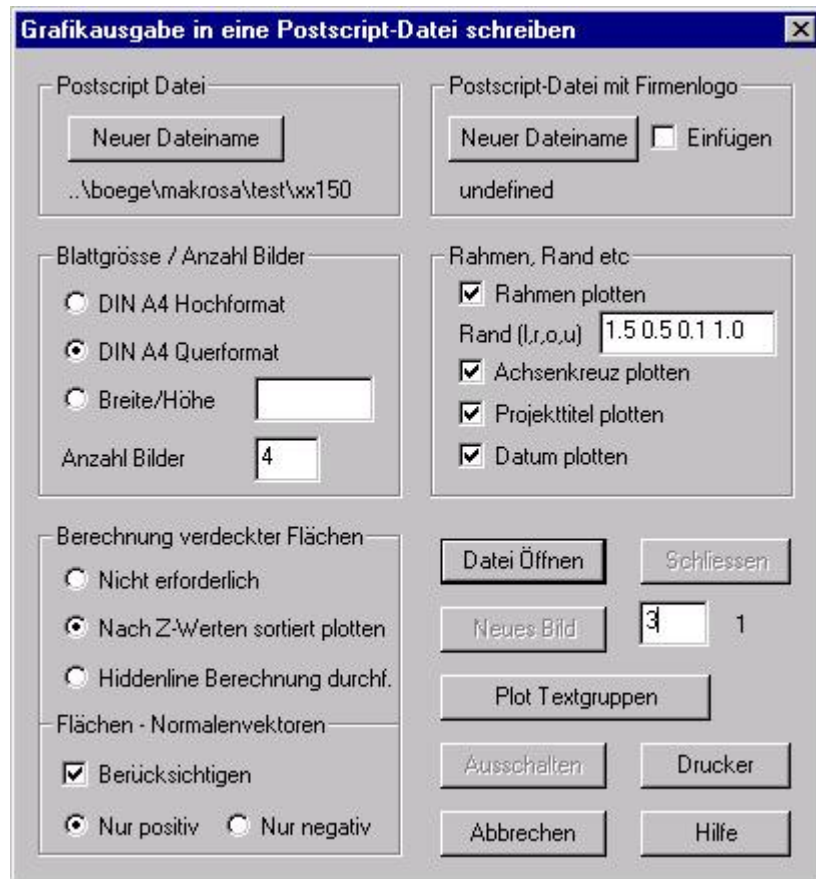 Grafikausgabe in eine Postscript-Datei schreiben
Postscript Datei
Neuer Dateiname
..\boege\makrosa\test\xx150
Postscript-Datei mit Firmenlogo
Neuer Dateiname Einfügen
undefined
Blattgrösse / Anzahl Bilder
DIN A4 Hochformat
DIN A4 Querformat
Breite/Höhe
Anzahl Bilder 4
Rahmen, Rand etc
Rahmen plotten
Rand (l,r,o,u) 1.5 0.5 0.1 1.0
Achsenkreuz plotten
Projekttitel plotten
Datum plotten
Berechnung verdeckter Flächen
Nicht erforderlich
Nach Z-Werten sortiert plotten
Hiddenline Berechnung durchf.
Flächen - Normalenvektoren
Berücksichtigen
Nur positiv Nur negativ
Datei Öffnen Schliessen
Neues Bild 3 1
Plot Textgruppen
Ausschalten Drucker
Abbrechen Hilfe